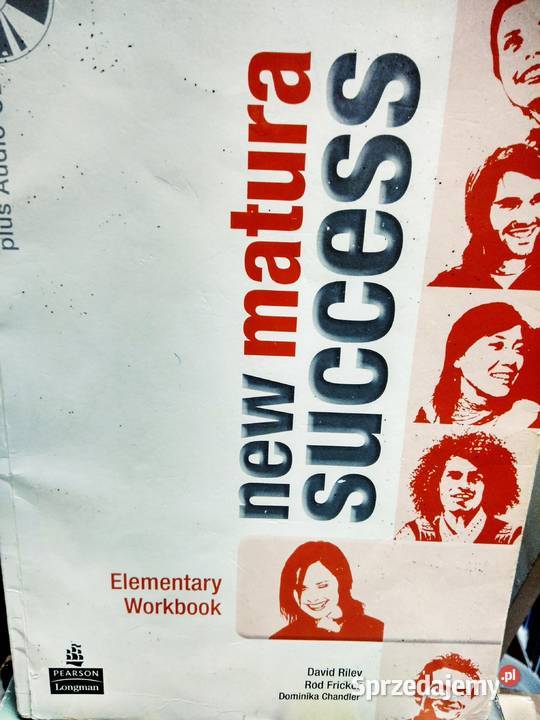 plus Audio
new matura
success
Elementary
Workbook
PEARSON
Longman
David Riley
Rod Fricker
Dominika Chandler
sprzedajemy.pl